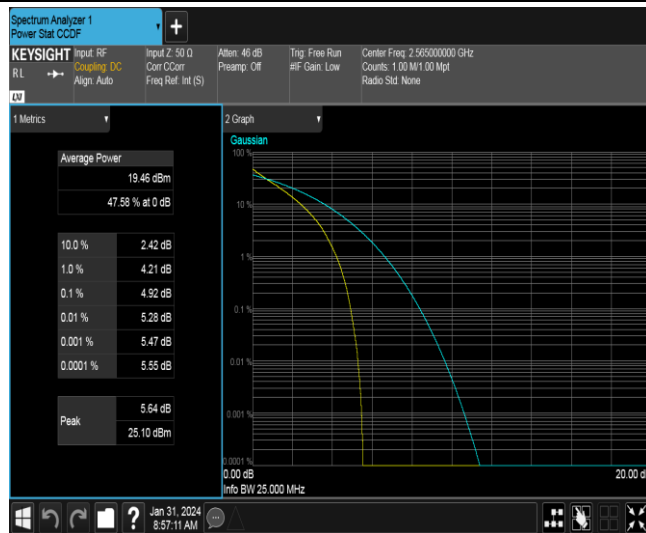 Spectrum Analyzer 1
Power Stat CCDF
KEYSIGHT
RL
Input: RF
Coupling: DC
Align: Auto
Input Z: 50 Ω
Corr CCorr
Freq Ref: Int (S)
Atten: 46 dB
Preamp: Off
Trig: Free Run
#IF Gain: Low
Center Freq: 2.565000000 GHz
Counts: 1.00 M/1.00 Mpt
Radio Std: None
1 Metrics
Average Power
19.46 dBm
47.58 % at 0 dB
10.0 % 2.42 dB
1.0 % 4.21 dB
0.1 % 4.92 dB
0.01 % 5.28 dB
0.001 % 5.47 dB
0.0001 % 5.55 dB
Peak
5.64 dB
25.10 dBm
2 Graph
Gaussian
100 %
10 %
1 %
0.1 %
0.01 %
0.001 %
0.0001 %
0.00 dB
20.00 d
Info BW 25.000 MHz
?
Jan 31, 2024
8:57:11 AM